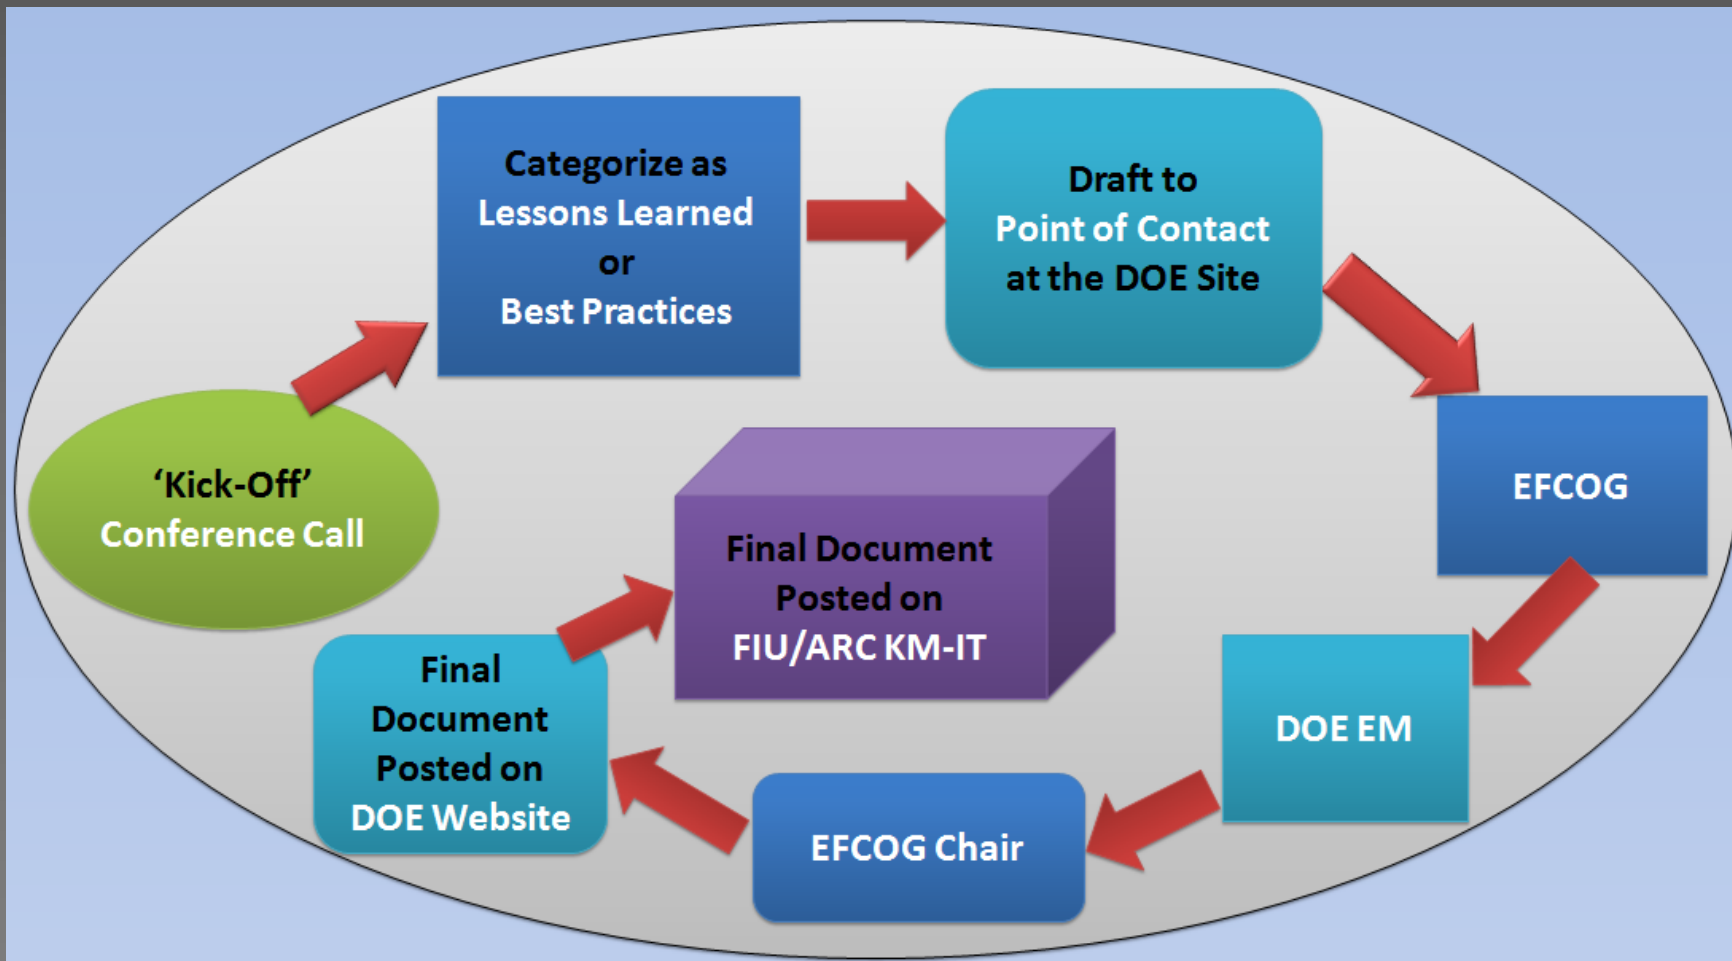 ‘Kick-Off’
Conference Call
Categorize as
Lessons Learned
or
Best Practices
Draft to
Point of Contact
at the DOE Site
EFCOG
DOE EM
EFCOG Chair
Final
Document
Posted on
DOE Website
Final Document
Posted on
FIU/ARC KM-IT